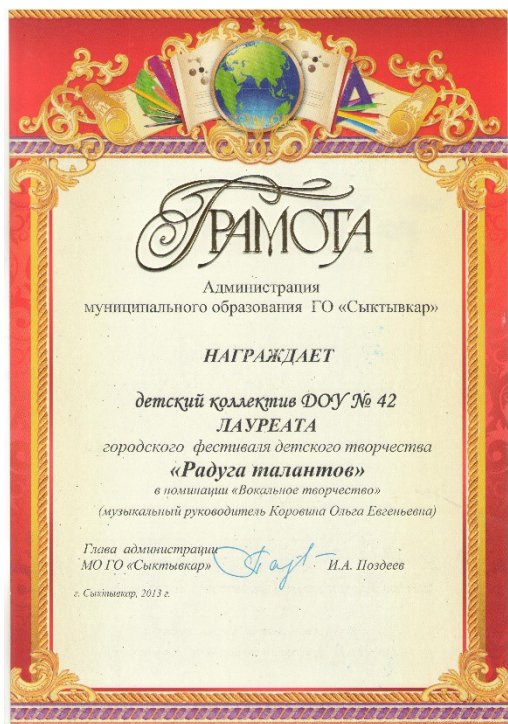 Грамота
Администрация
муниципального образования ГО «Сыктывкар»
НАГРАЖДАЕТ
детский коллектив ДОУ № 42
ЛАУРЕАТА
городского фестиваля детского творчества
«Радуга талантов»
в номинации «Вокальное творчество»
(музыкальный руководитель Коровина Ольга Евгеньевна)
Глава администрации
МО ГО «Сыктывкар» И.А. Поздеев
г. Сыктывкар, 2013 г.